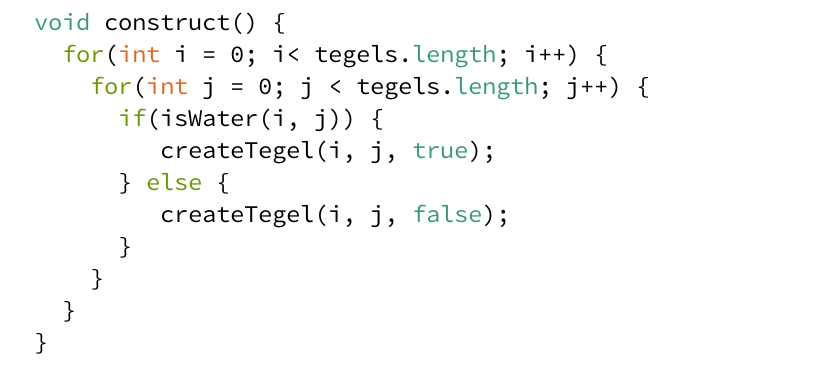 void construct() {
  for(int i = 0; i< tegels.length; i++) {
    for(int j = 0; j < tegels.length; j++) {
      if(isWater(i, j)) {
         createTegel(i, j, true);
      } else {
         createTegel(i, j, false);
      }
    }
  }
}